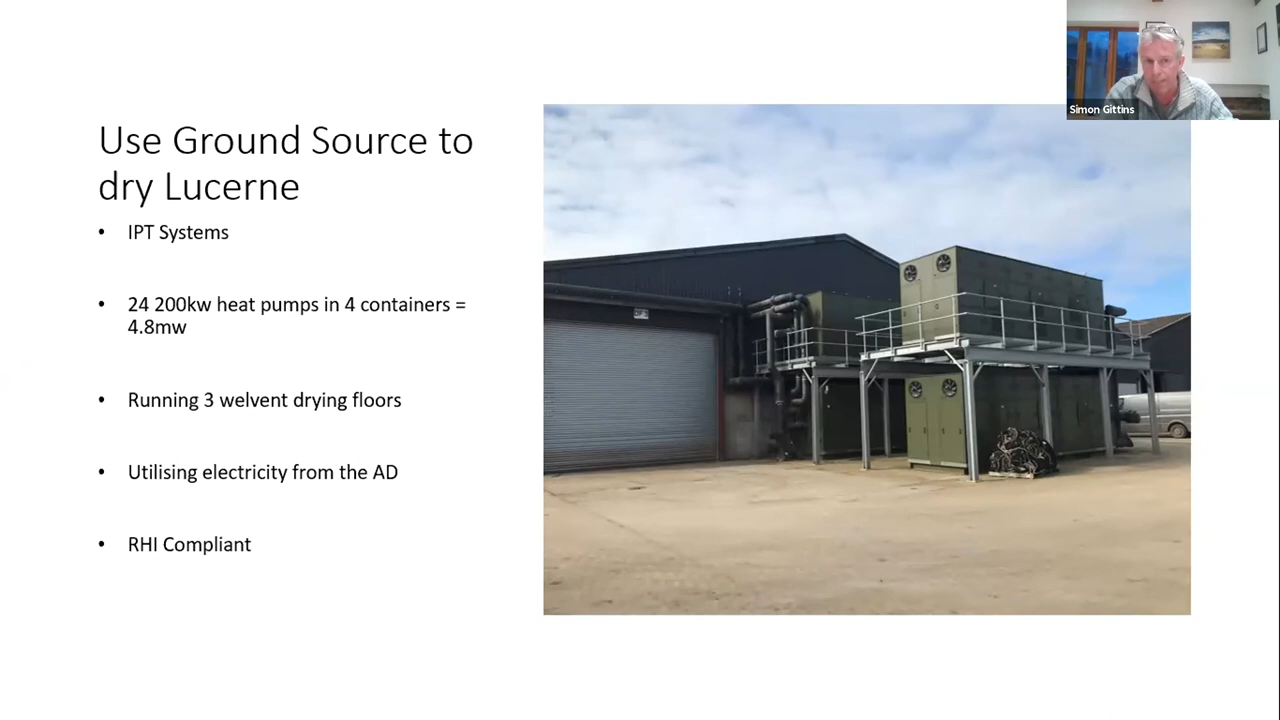 Simon Gittins
Use Ground Source to
dry Lucerne
• IPT Systems
• 24 200kw heat pumps in 4 containers =
4.8mw
• Running 3 welvent drying floors
• Utilising electricity from the AD
• RHI Compliant